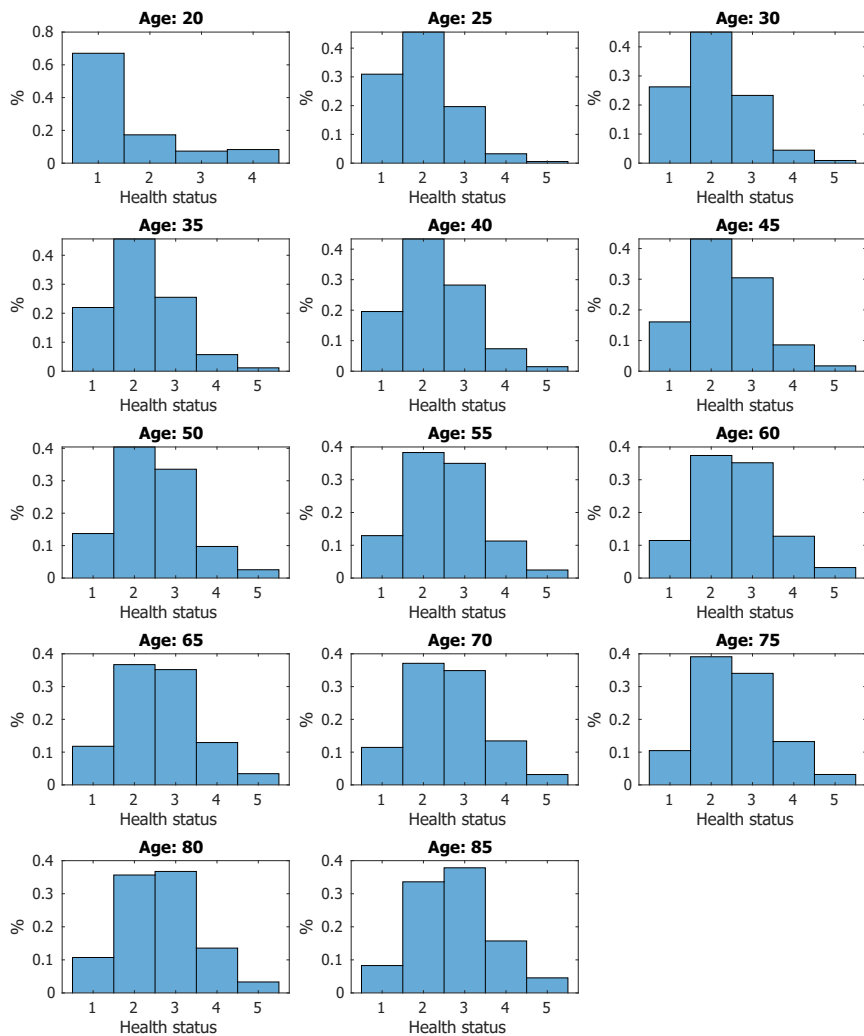 Age: 20
0.8
0.6
0.4
0.2
0
%
1 2 3 4
Health status
Age: 25
0.4
0.3
0.2
0.1
0
%
1 2 3 4 5
Health status
Age: 30
0.4
0.3
0.2
0.1
0
%
1 2 3 4 5
Health status
Age: 35
0.4
0.3
0.2
0.1
0
%
1 2 3 4 5
Health status
Age: 40
0.4
0.3
0.2
0.1
0
%
1 2 3 4 5
Health status
Age: 45
0.4
0.3
0.2
0.1
0
%
1 2 3 4 5
Health status
Age: 50
0.4
0.3
0.2
0.1
0
%
1 2 3 4 5
Health status
Age: 55
0.4
0.3
0.2
0.1
0
%
1 2 3 4 5
Health status
Age: 60
0.4
0.3
0.2
0.1
0
%
1 2 3 4 5
Health status
Age: 65
0.4
0.3
0.2
0.1
0
%
1 2 3 4 5
Health status
Age: 70
0.4
0.3
0.2
0.1
0
%
1 2 3 4 5
Health status
Age: 75
0.4
0.3
0.2
0.1
0
%
1 2 3 4 5
Health status
Age: 80
0.4
0.3
0.2
0.1
0
%
1 2 3 4 5
Health status
Age: 85
0.4
0.3
0.2
0.1
0
%
1 2 3 4 5
Health status